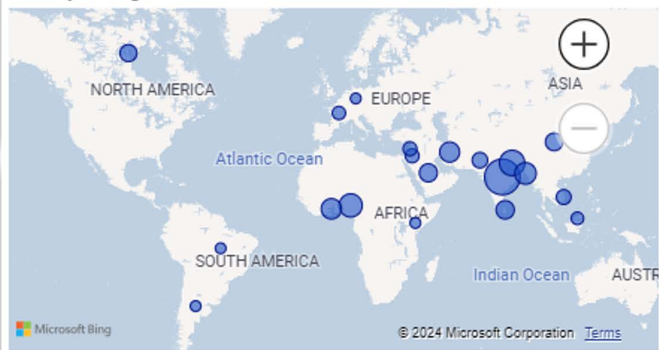 NORTH AMERICA
EUROPE
ASIA
Atlantic Ocean
AFRICA
SOUTH AMERICA
Indian Ocean
AUSTR
Microsoft Bing
© 2024 Microsoft Corporation Terms